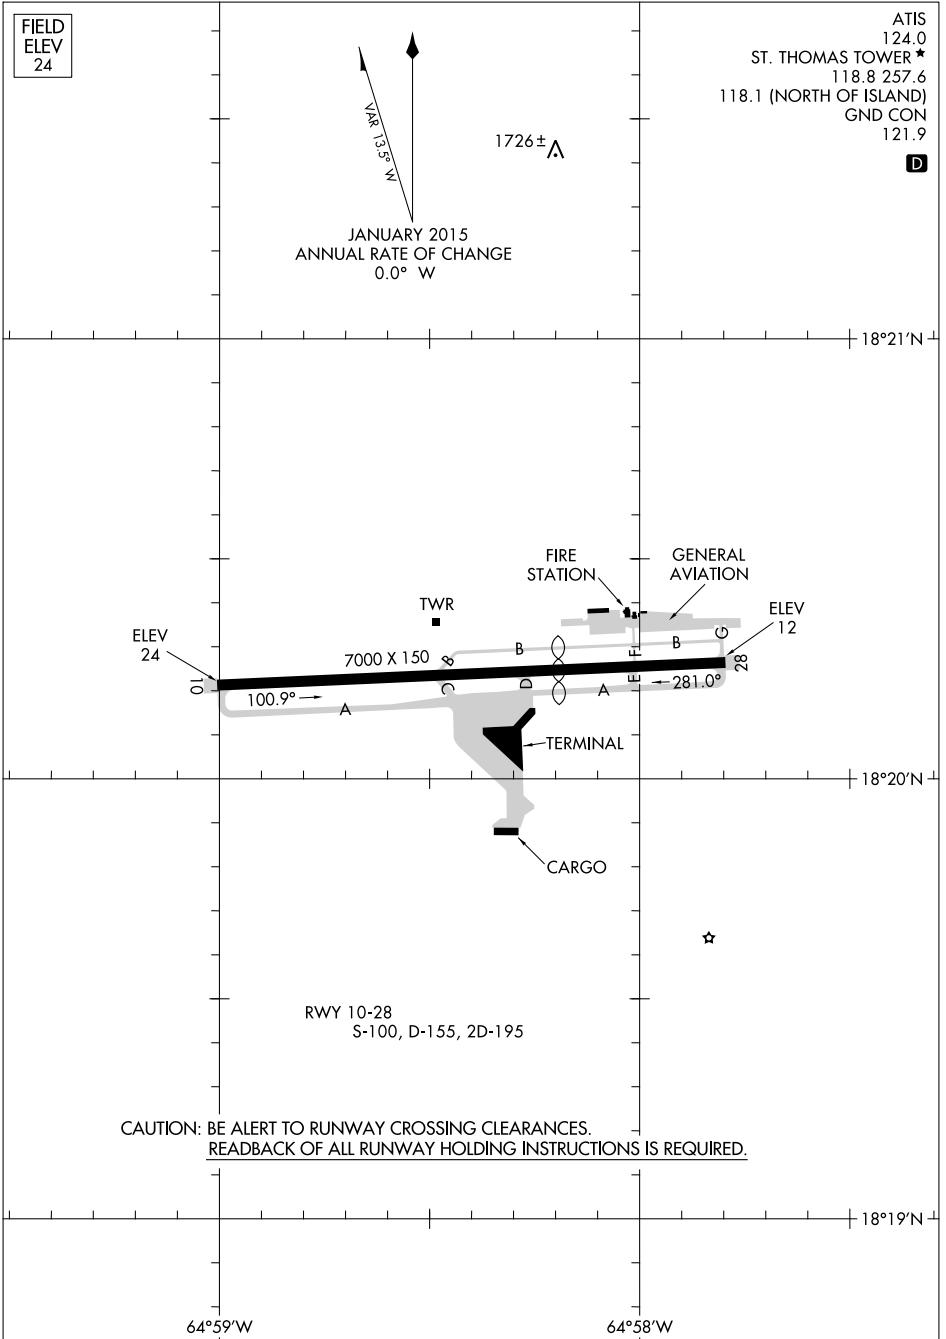 FIELD
ELEV
24
ATIS
124.0
ST. THOMAS TOWER ★
118.8 257.6
118.1 (NORTH OF ISLAND)
GND CON
121.9
D
VAR 13.5° W
1726 ±
JANUARY 2015
ANNUAL RATE OF CHANGE
0.0° W
18°21'N
FIRE
STATION
GENERAL
AVIATION
TWR
ELEV
12
ELEV
24
7000 X 150
B
B
B
F
G
10
28
100.9°
281.0°
A
C
D
A
E
TERMINAL
18°20'N
CARGO
RWY 10-28
S-100, D-155, 2D-195
CAUTION: BE ALERT TO RUNWAY CROSSING CLEARANCES.
READBACK OF ALL RUNWAY HOLDING INSTRUCTIONS IS REQUIRED.
18°19'N
64°59'W
64°58'W